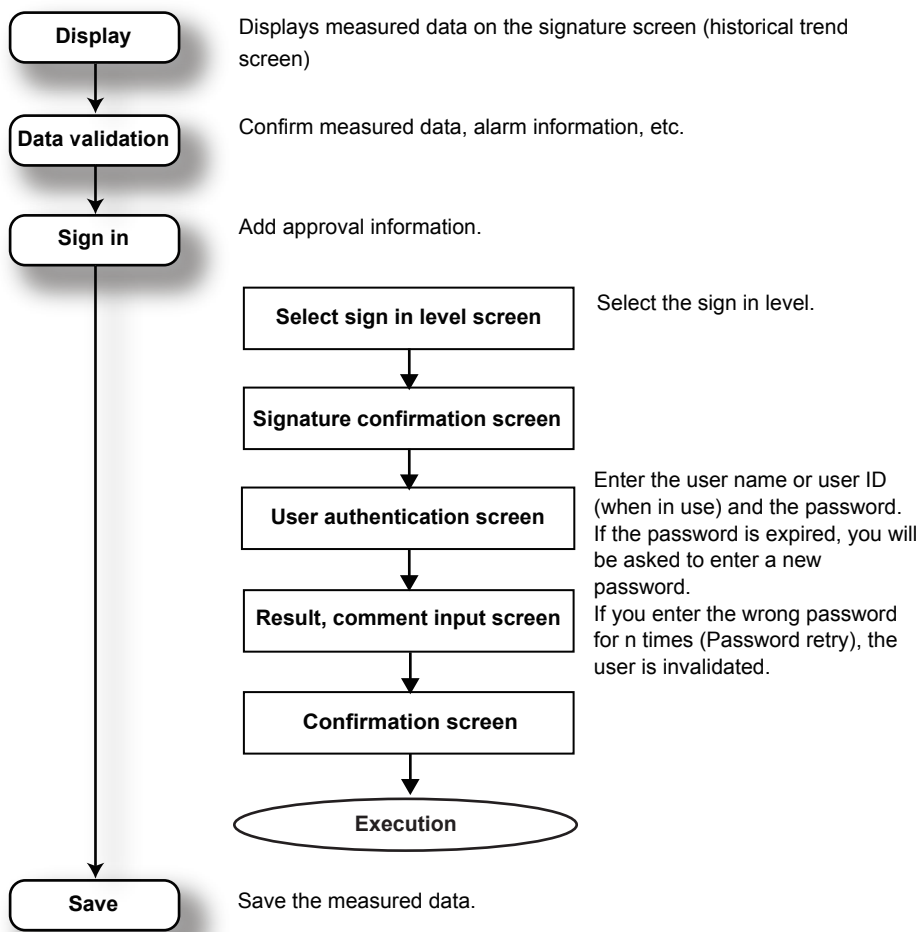 Display
Displays measured data on the signature screen (historical trend
screen)
Data validation
Confirm measured data, alarm information, etc.
Sign in
Add approval information.
Select sign in level screen
Select the sign in level.
Signature confirmation screen
User authentication screen
Enter the user name or user ID
(when in use) and the password.
If the password is expired, you will
be asked to enter a new
password.
If you enter the wrong password
for n times (Password retry), the
user is invalidated.
Result, comment input screen
Confirmation screen
Execution
Save
Save the measured data.